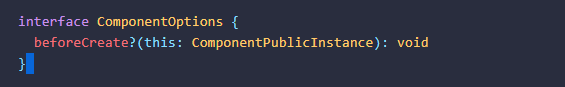 interface ComponentOptions {
  beforeCreate?(this: ComponentPublicInstance): void
}